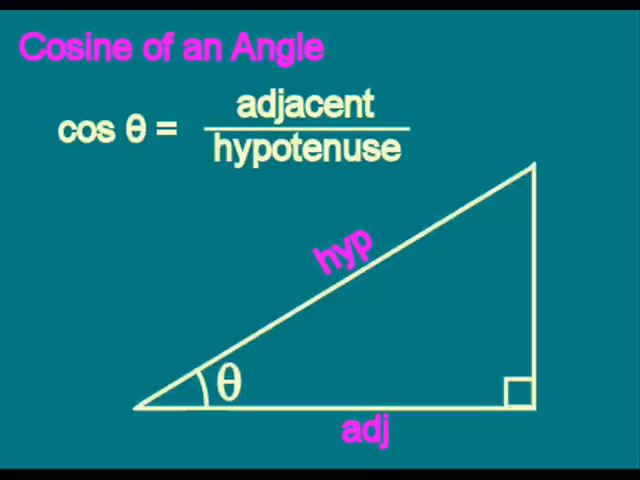 Cosine of an Angle
cos θ = adjacent
hypotenuse
hyp
θ
adj